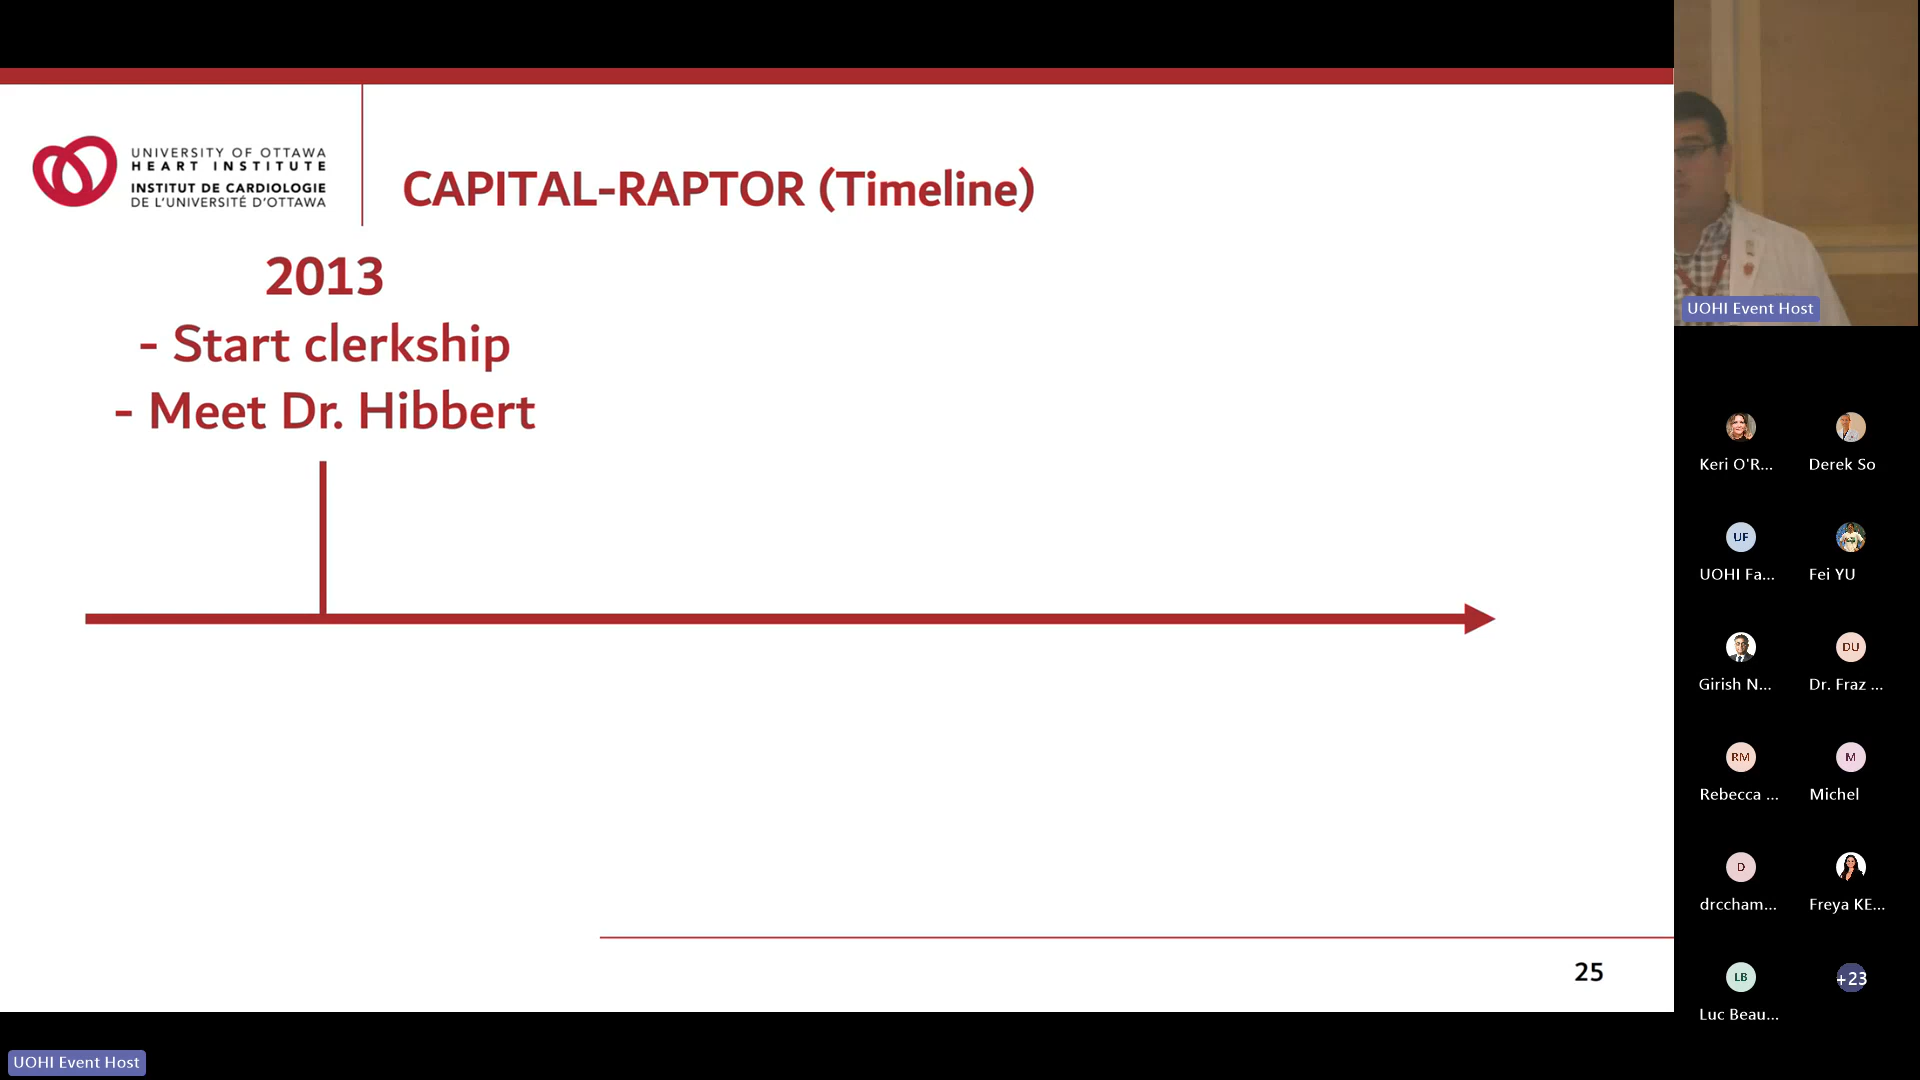 UNIVERSITY OF OTTAWA
HEART INSTITUTE
INSTITUT DE CARDIOLOGIE
DE L'UNIVERSITÉ D'OTTAWA
CAPITAL-RAPTOR (Timeline)
2013
- Start clerkship
- Meet Dr. Hibbert
25
UOHI Event Host
Keri O'R...
Derek So
UF
UOHI Fa...
Fei YU
Girish N...
DU
Dr. Fraz ...
RM
Rebecca ...
M
Michel
D
drccham...
Freya KE...
LB
Luc Beau...
+23
UOHI Event Host